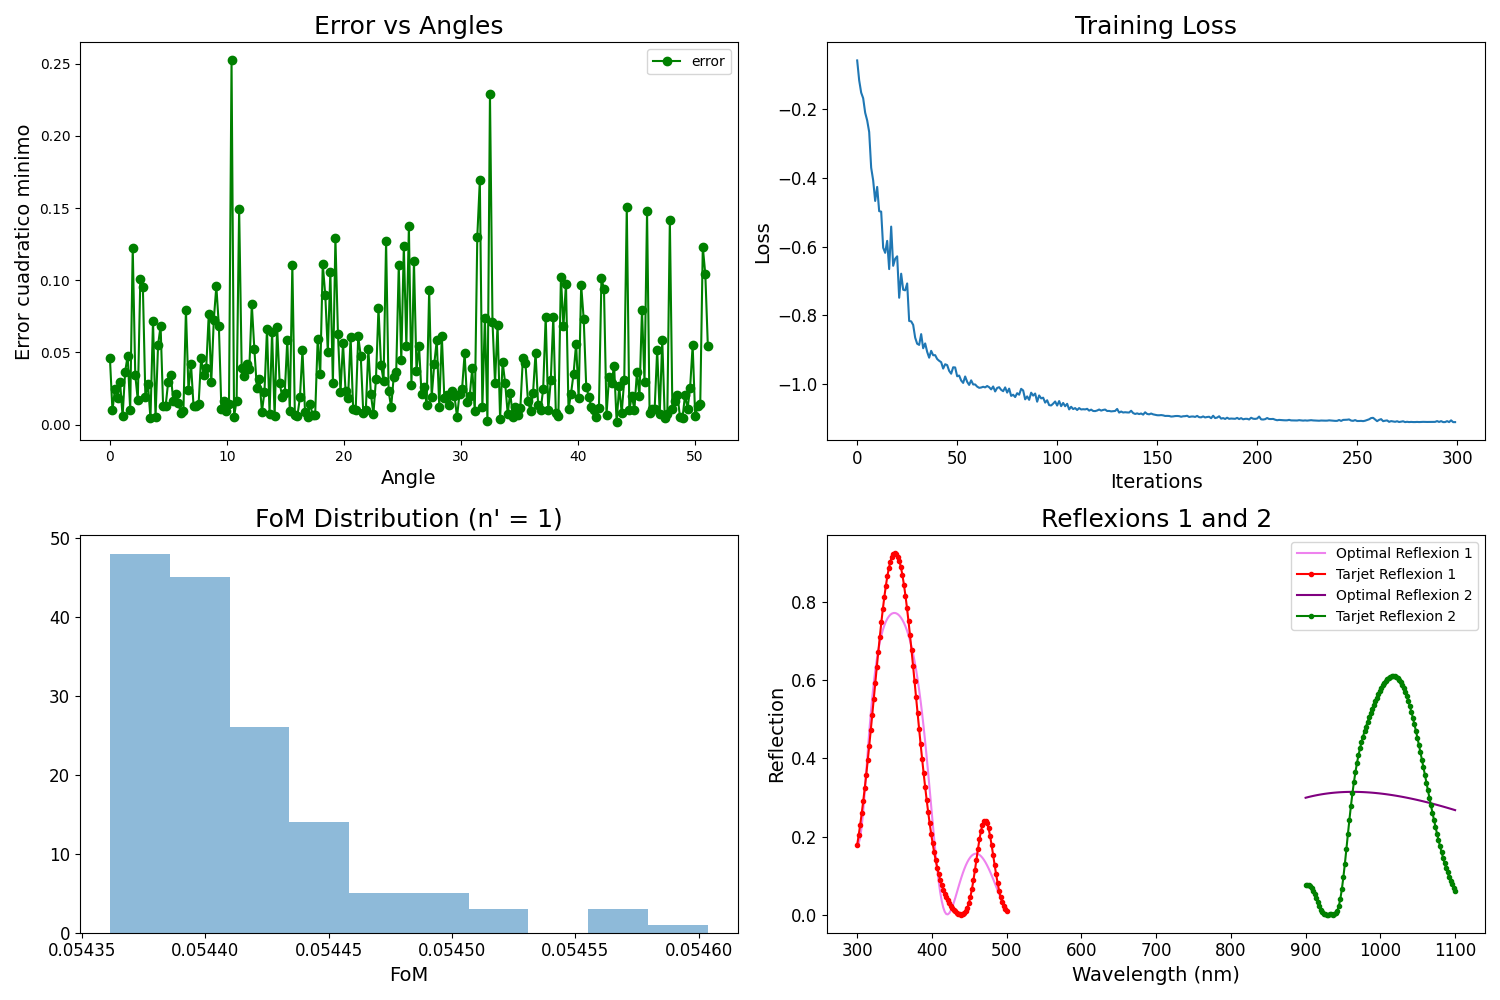 Error vs Angles
error
Error cuadratico minimo
0.25
0.20
0.15
0.10
0.05
0.00
0 10 20 30 40 50
Angle
Training Loss
Loss
−0.2
−0.4
−0.6
−0.8
−1.0
0 50 100 150 200 250 300
Iterations
FoM Distribution (n' = 1)
50
40
30
20
10
0
0.05435 0.05440 0.05445 0.05450 0.05455 0.05460
FoM
Reflexions 1 and 2
Optimal Reflexion 1
Tarjet Reflexion 1
Optimal Reflexion 2
Tarjet Reflexion 2
Reflection
0.8
0.6
0.4
0.2
0.0
300 400 500 600 700 800 900 1000 1100
Wavelength (nm)